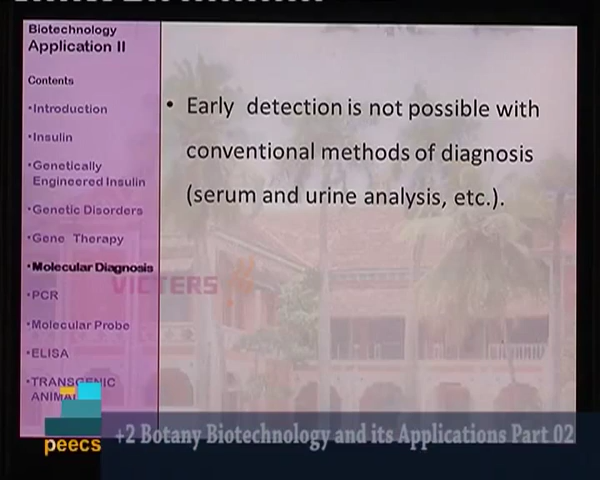 Biotechnology
Application II
Contents
•Introduction
•Insulin
•Genetically
Engineered Insulin
•Genetic Disorders
•Gene Therapy
•Molecular Diagnosis
•PCR
•Molecular Probe
•ELISA
•TRANSGENIC
• Early detection is not possible with
conventional methods of diagnosis
(serum and urine analysis, etc.).
VICTERS
peecs
+2 Botany Biotechnology and its Applications Part 02